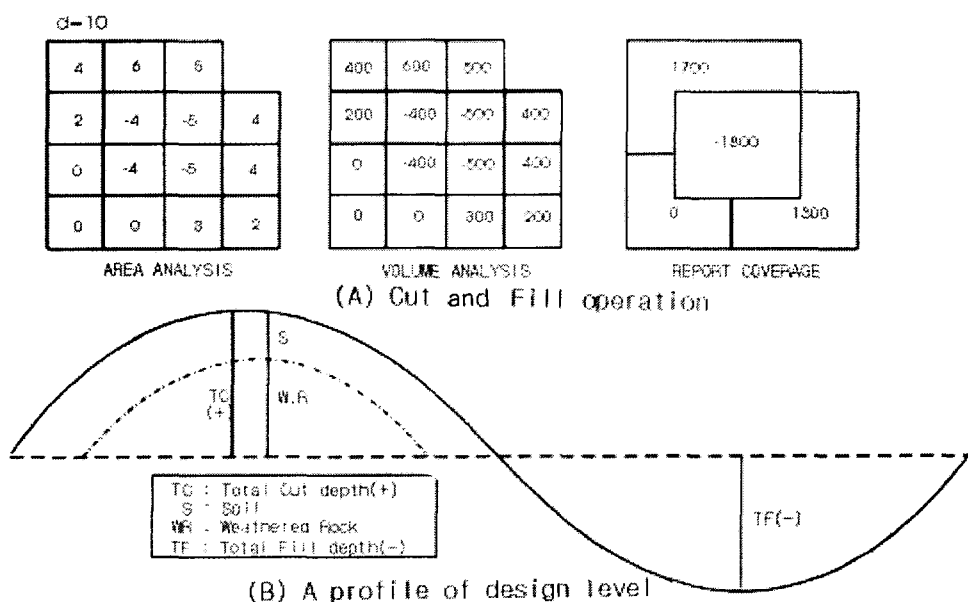 d-10
4 6 5
2 -4 -5 4
0 -4 -5 4
0 0 3 2
AREA ANALYSIS
400 600 500
200 -400 -500 400
0 -400 -500 400
0 0 300 200
VOLUME ANALYSIS
1700
-1800
0 1300
REPORT COVERAGE
(A) Cut and Fill operation
S
TC
(+)
W.R
TC : Total Cut depth(+)
S : Soil
WR : Weathered Rock
TF : Total Fill depth(-)
TF(-)
(B) A profile of design level